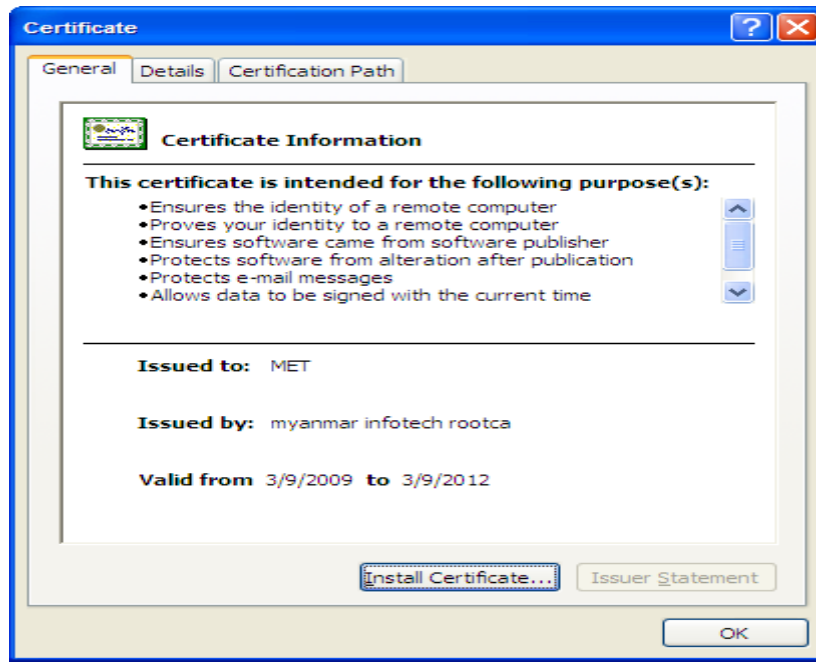 Certificate
General Details Certification Path
Certificate Information
This certificate is intended for the following purpose(s):
•Ensures the identity of a remote computer
•Proves your identity to a remote computer
•Ensures software came from software publisher
•Protects software from alteration after publication
•Protects e-mail messages
•Allows data to be signed with the current time
Issued to: MET
Issued by: myanmar infotech rootca
Valid from 3/9/2009 to 3/9/2012
Install Certificate... Issuer Statement
OK